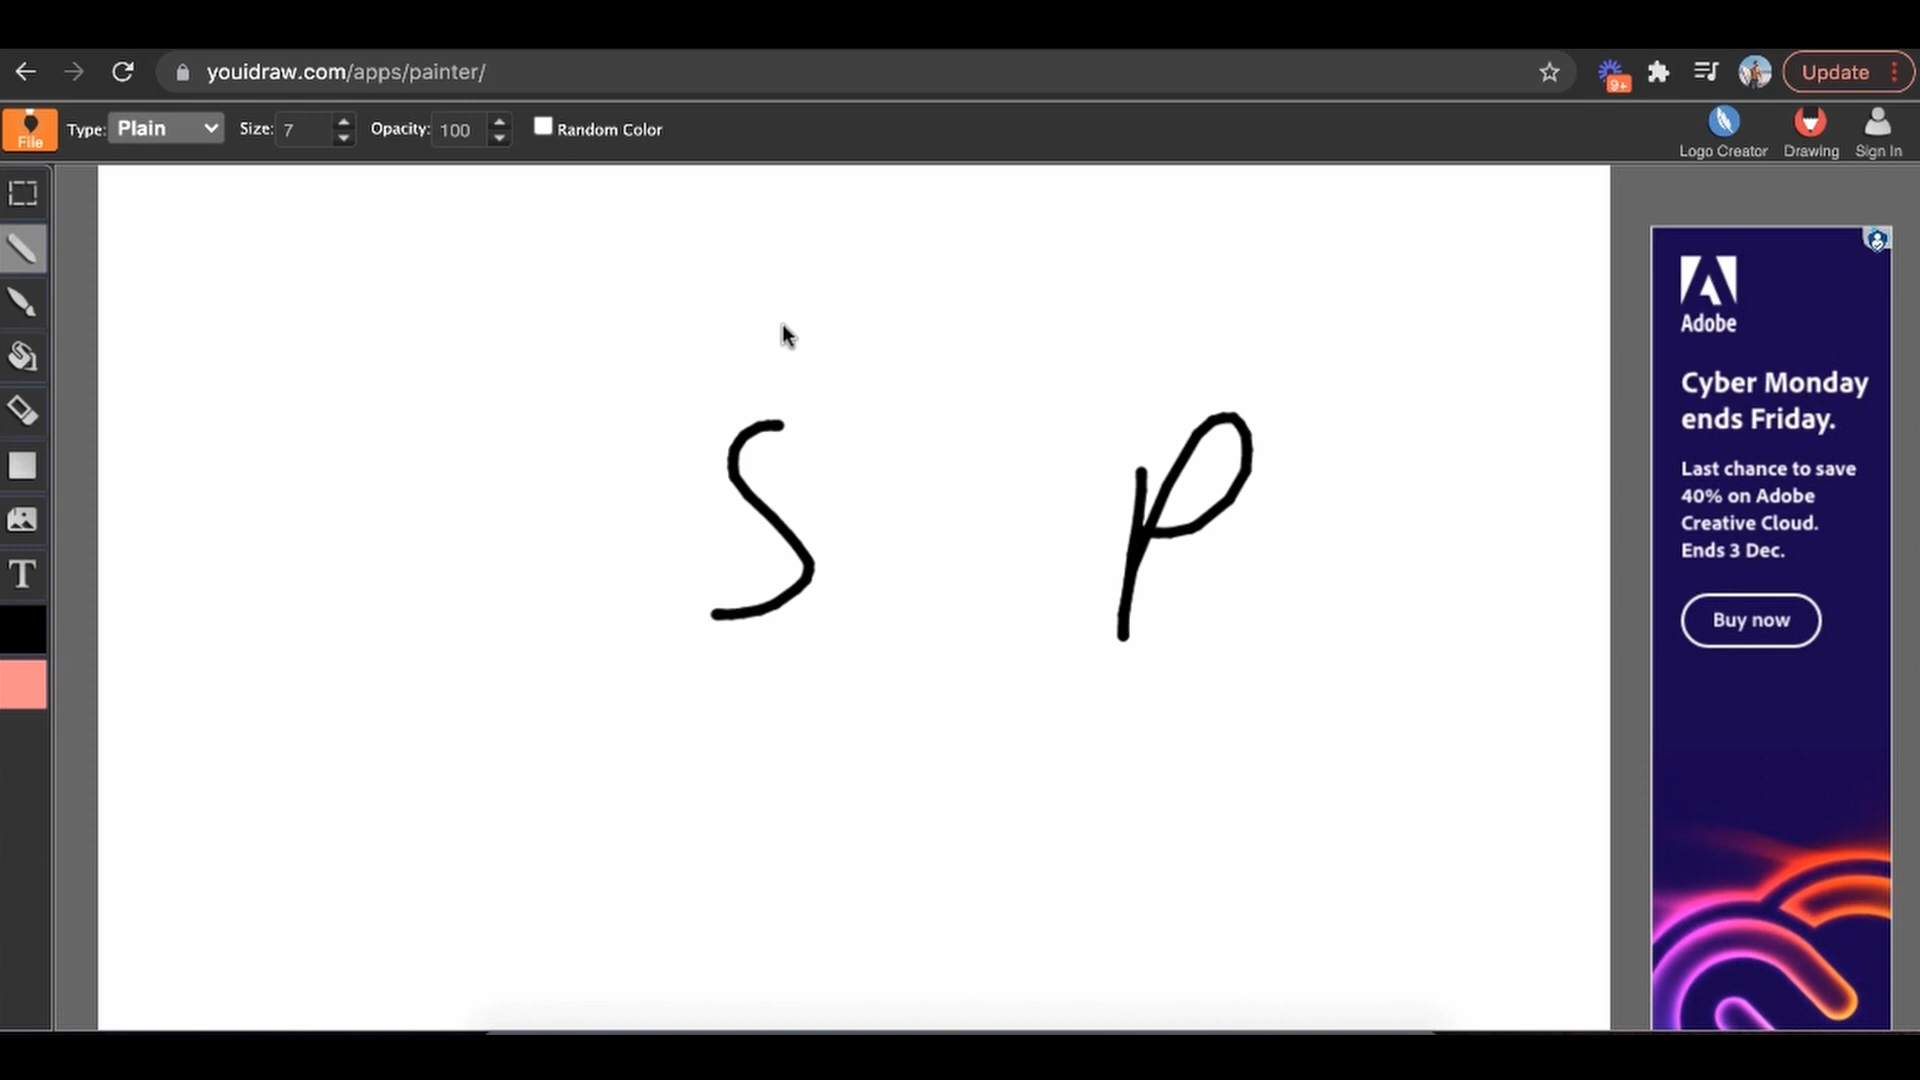 youidraw.com/apps/painter/
9+
Update
File
Type: Plain Size: 7 Opacity: 100 Random Color
Logo Creator Drawing Sign In
S P
T
Adobe
Cyber Monday
ends Friday.
Last chance to save
40% on Adobe
Creative Cloud.
Ends 3 Dec.
Buy now